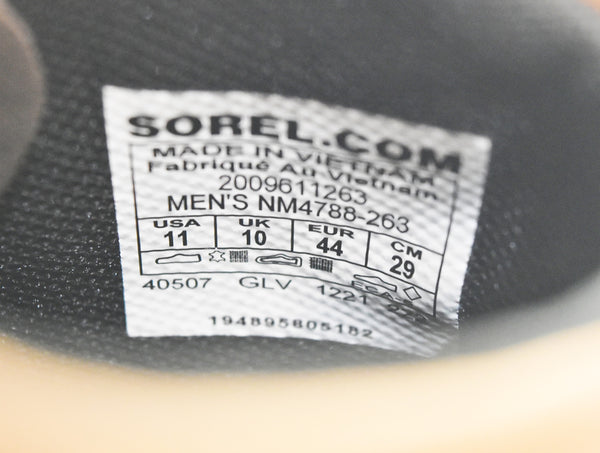 SOREL.COM
MADE IN VIETNAM
Fabriqué Au Vietnam
2009611263
MEN'S NM4788-263
USA UK EUR CM
11 10 44 29
40507 GLV 1221
194895605182